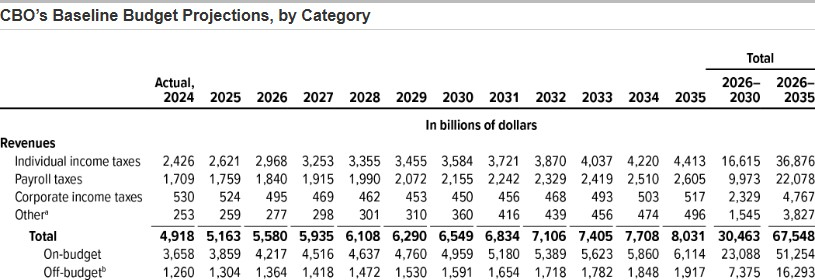 CBO's Baseline Budget Projections, by Category
Total
Actual, 2026– 2026–
2024 2025 2026 2027 2028 2029 2030 2031 2032 2033 2034 2035 2030 2035
In billions of dollars
Revenues
Individual income taxes 2,426 2,621 2,968 3,253 3,355 3,455 3,584 3,721 3,870 4,037 4,220 4,413 16,615 36,876
Payroll taxes 1,709 1,759 1,840 1,915 1,990 2,072 2,155 2,242 2,329 2,419 2,510 2,605 9,973 22,078
Corporate income taxes 530 524 495 469 462 453 450 456 468 493 503 517 2,329 4,767
Otherᵃ 253 259 277 298 301 310 360 416 439 456 474 496 1,545 3,827
Total 4,918 5,163 5,580 5,935 6,108 6,290 6,549 6,834 7,106 7,405 7,708 8,031 30,463 67,548
On-budget 3,658 3,859 4,217 4,516 4,637 4,760 4,959 5,180 5,389 5,623 5,860 6,114 23,088 51,254
Off-budgetᵇ 1,260 1,304 1,364 1,418 1,472 1,530 1,591 1,654 1,718 1,782 1,848 1,917 7,375 16,293